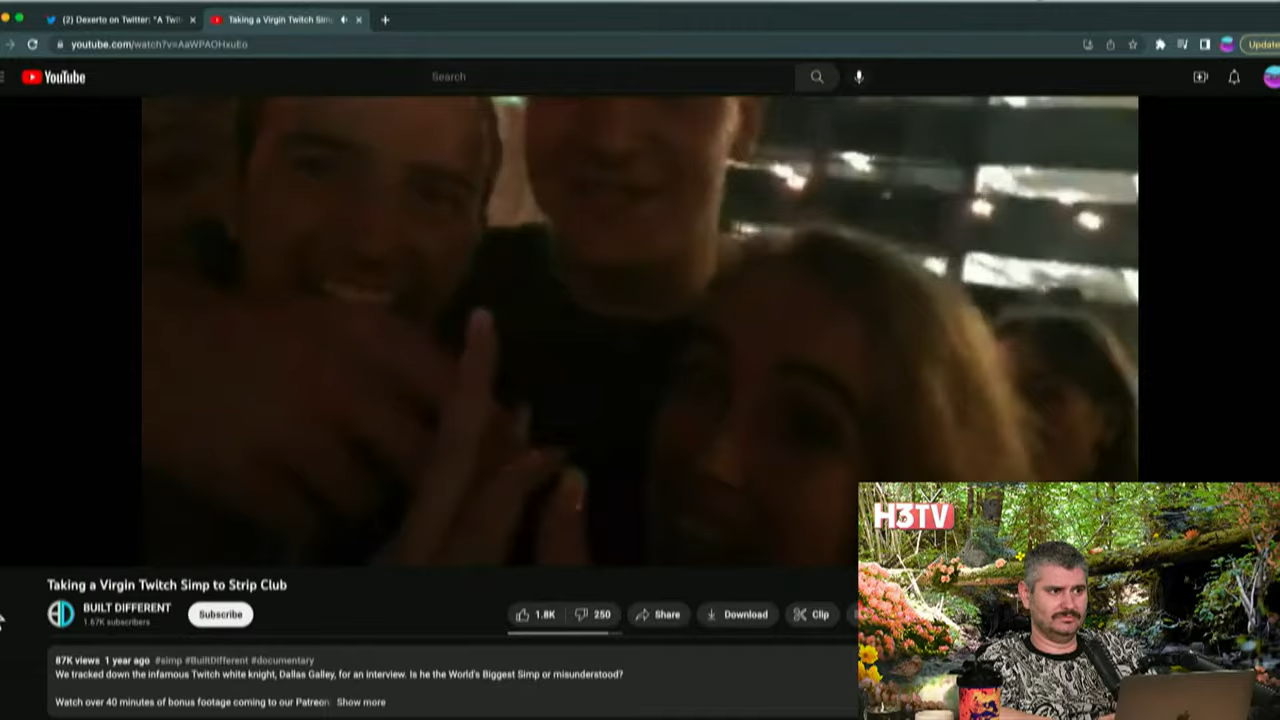 (2) Dexerto on Twitter: "A Twit
Taking a Virgin Twitch Sim
youtube.com/watch?v=AaWPAOHxuEo
Update
YouTube
Search
H3TV
Taking a Virgin Twitch Simp to Strip Club
BUILT DIFFERENT
1.67K subscribers
Subscribe
1.8K
250
Share
Download
Clip
87K views 1 year ago #simp #BuiltDifferent #documentary
We tracked down the infamous Twitch white knight, Dallas Galley, for an interview. Is he the World's Biggest Simp or misunderstood?
Watch over 40 minutes of bonus footage coming to our Patreon Show more